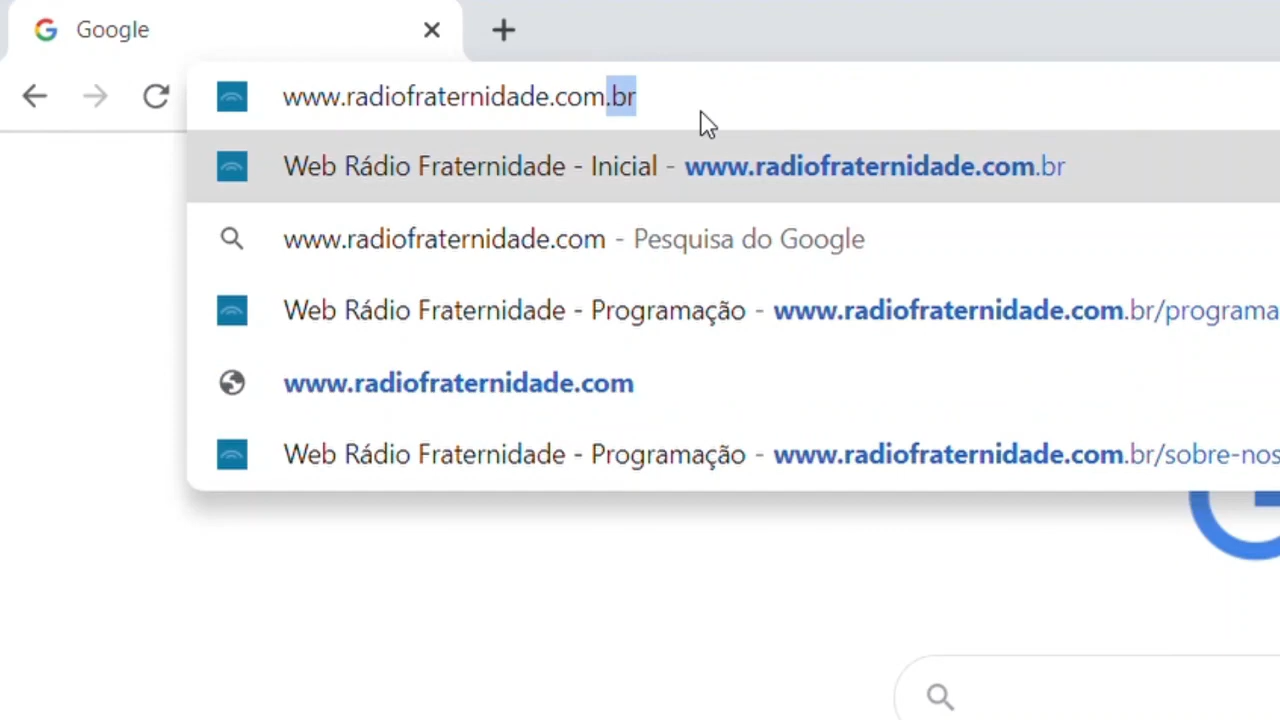 Google
www.radiofraternidade.com.br
Web Rádio Fraternidade - Inicial - www.radiofraternidade.com.br
www.radiofraternidade.com - Pesquisa do Google
Web Rádio Fraternidade - Programação - www.radiofraternidade.com.br/programa
www.radiofraternidade.com
Web Rádio Fraternidade - Programação - www.radiofraternidade.com.br/sobre-nos